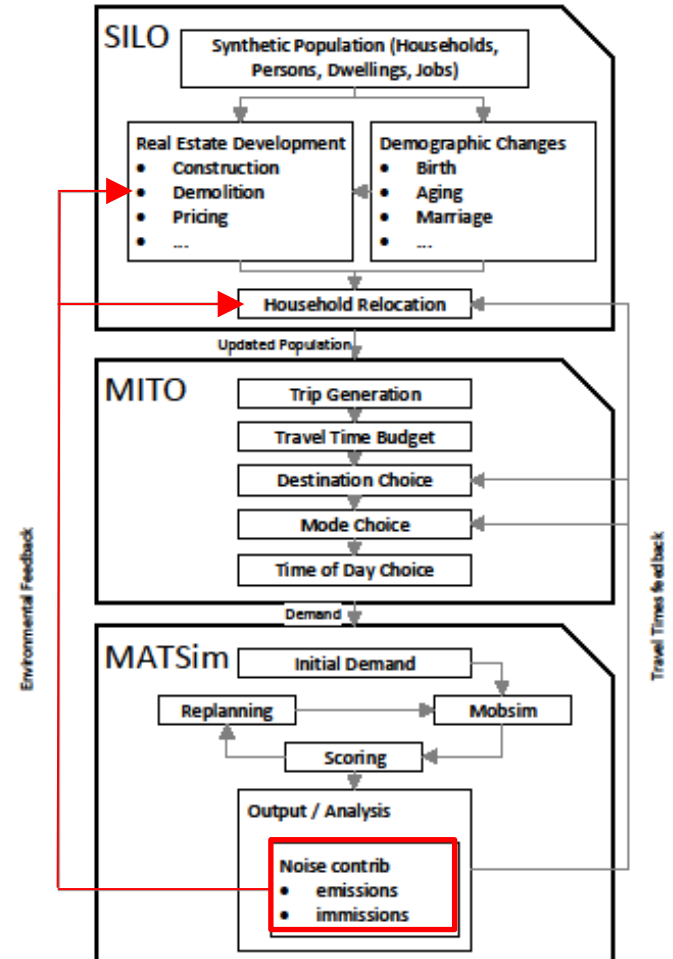 SILO
Synthetic Population (Households,
Persons, Dwellings, Jobs)
Real Estate Development
• Construction
• Demolition
• Pricing
• ...
Demographic Changes
• Birth
• Aging
• Marriage
• ...
Household Relocation
Updated Population
MITO
Trip Generation
Travel Time Budget
Destination Choice
Mode Choice
Time of Day Choice
Environmental Feedback
Travel Times feedback
Demand
MATSim
Initial Demand
Replanning
Mobsim
Scoring
Output / Analysis
Noise contrib
• emissions
• immissions